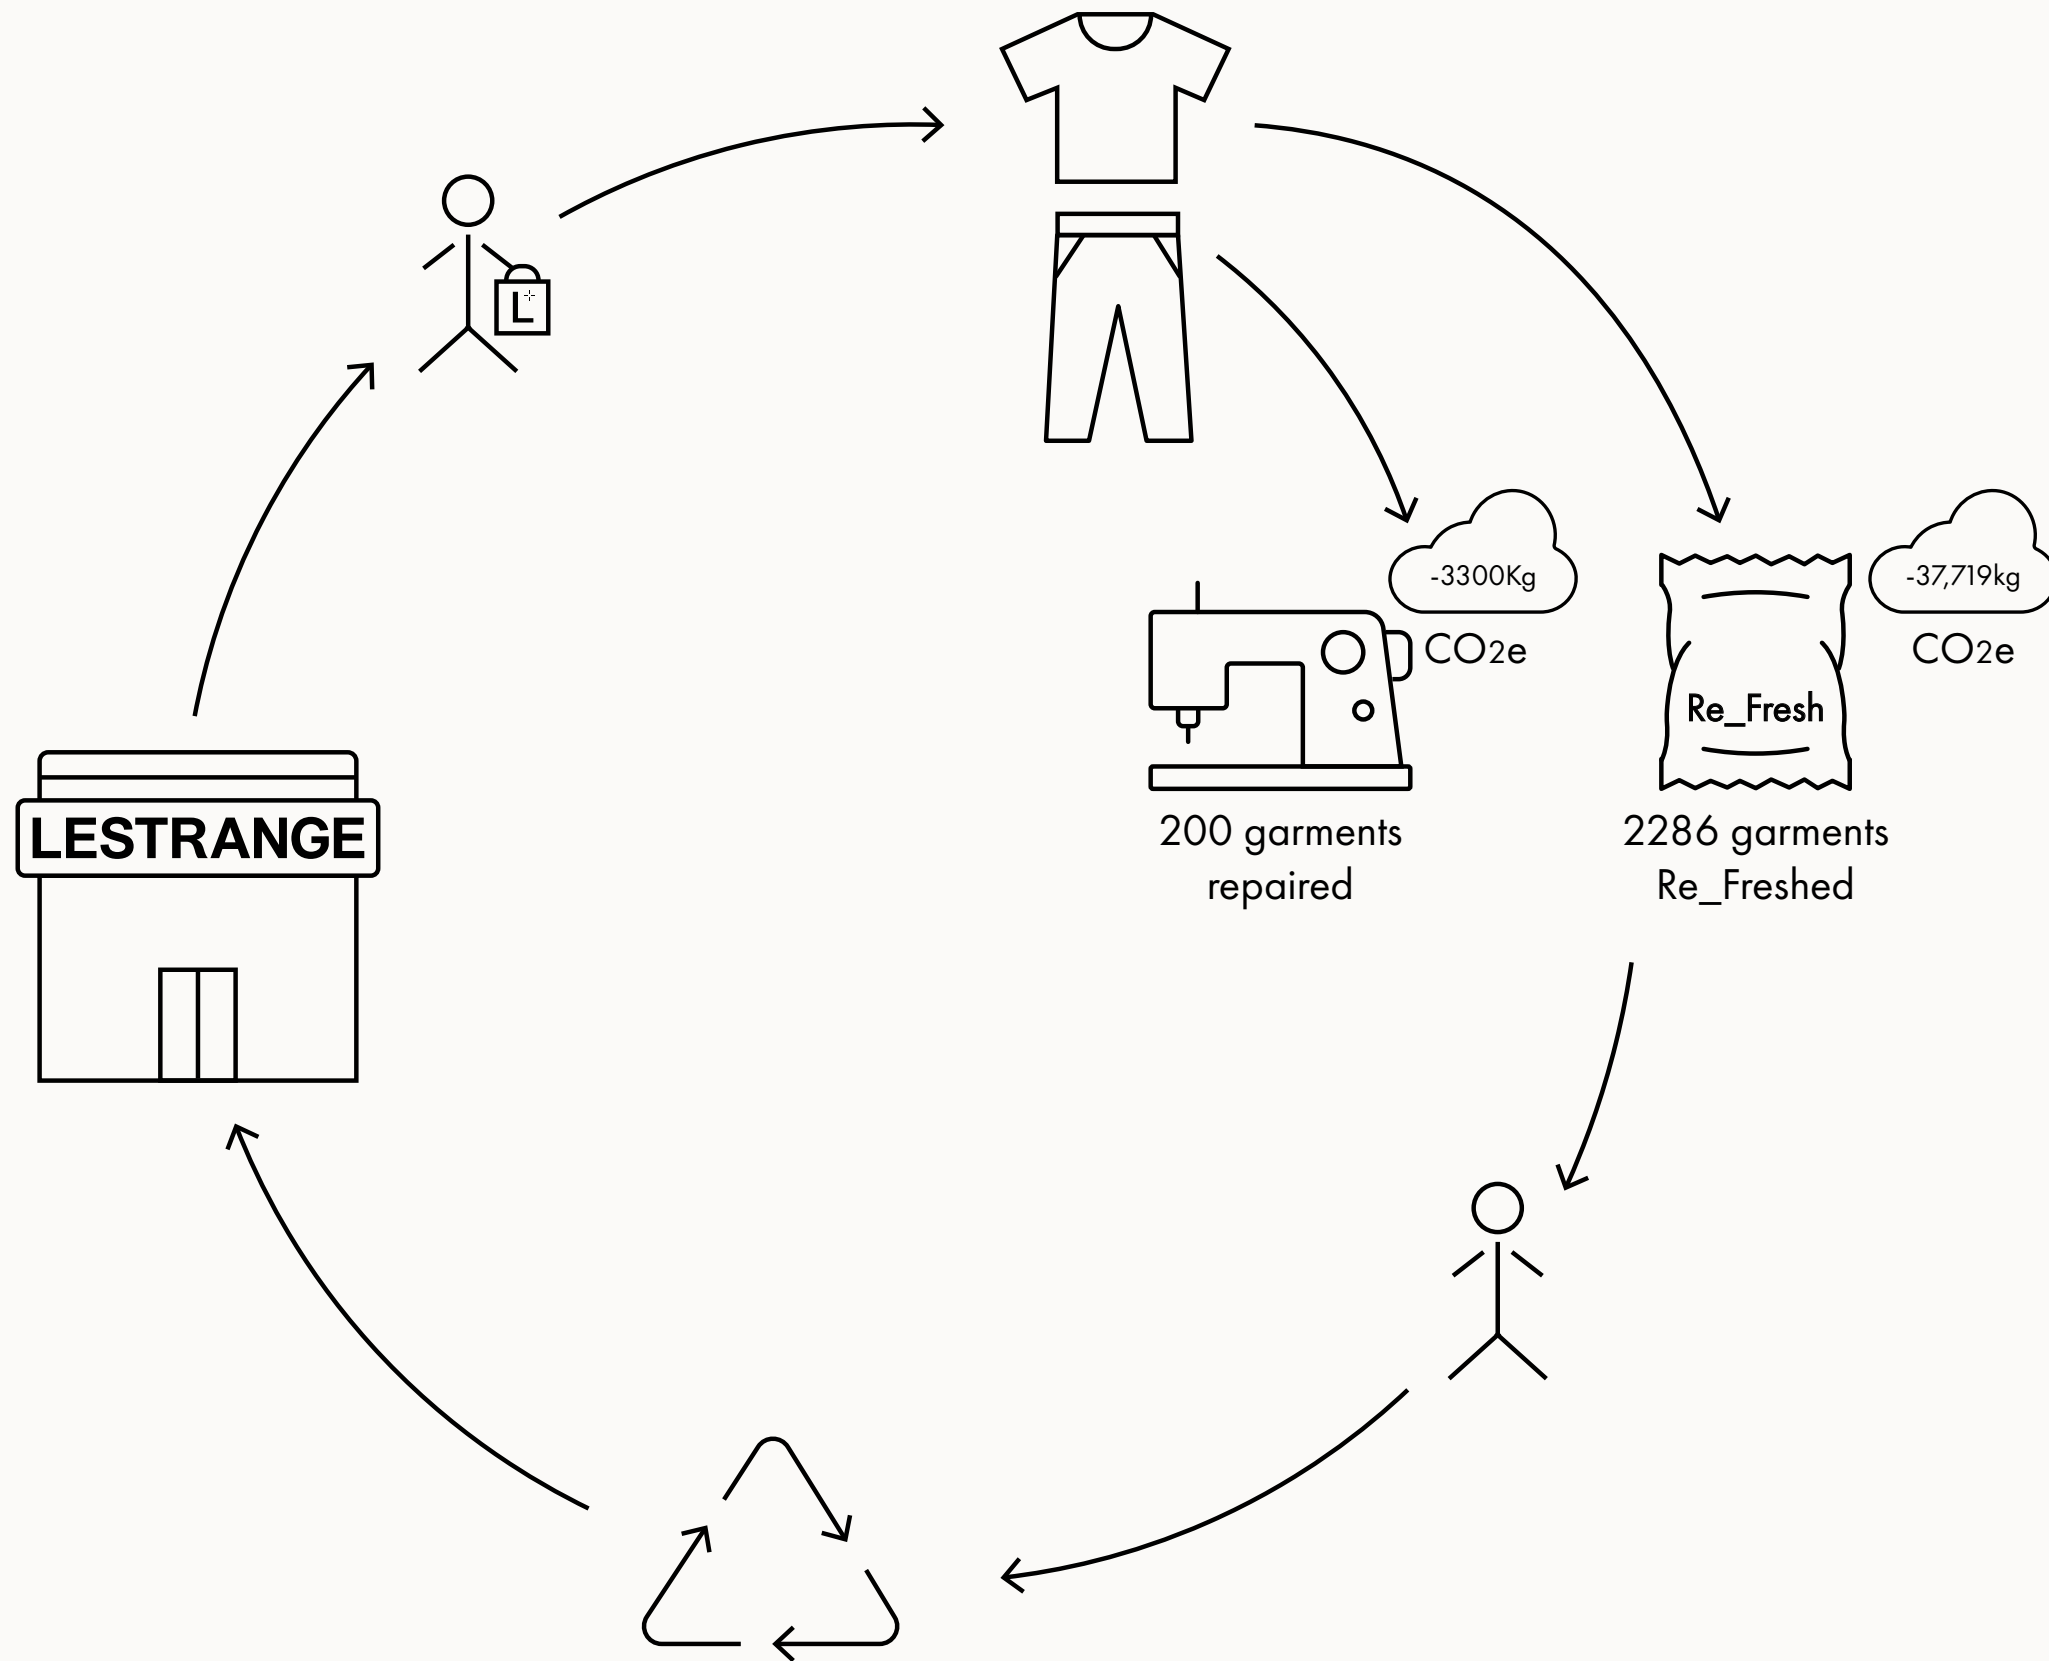 L
-3300Kg
CO2e
-37,719kg
CO2e
Re_Fresh
LESTRANGE
200 garments
repaired
2286 garments
Re_Freshed